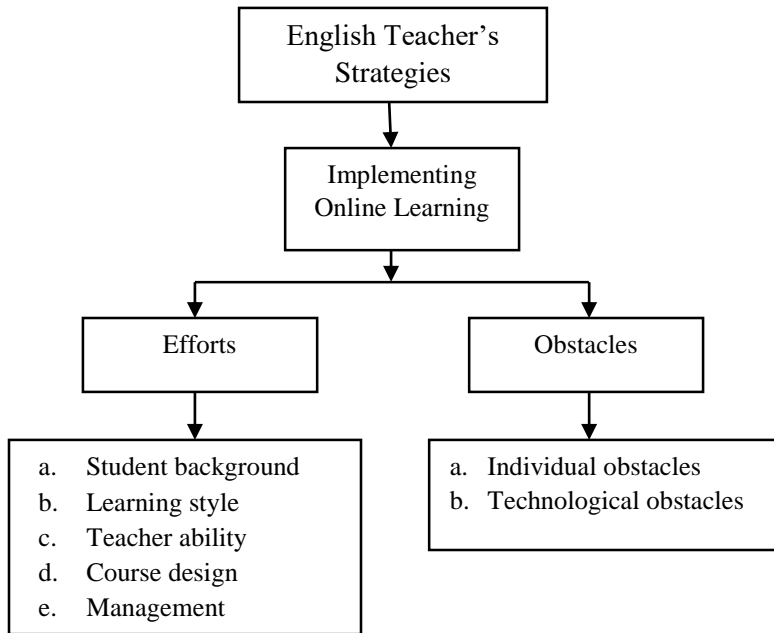 English Teacher’s
Strategies
Implementing
Online Learning
Efforts
Obstacles
a. Student background
b. Learning style
c. Teacher ability
d. Course design
e. Management
a. Individual obstacles
b. Technological obstacles